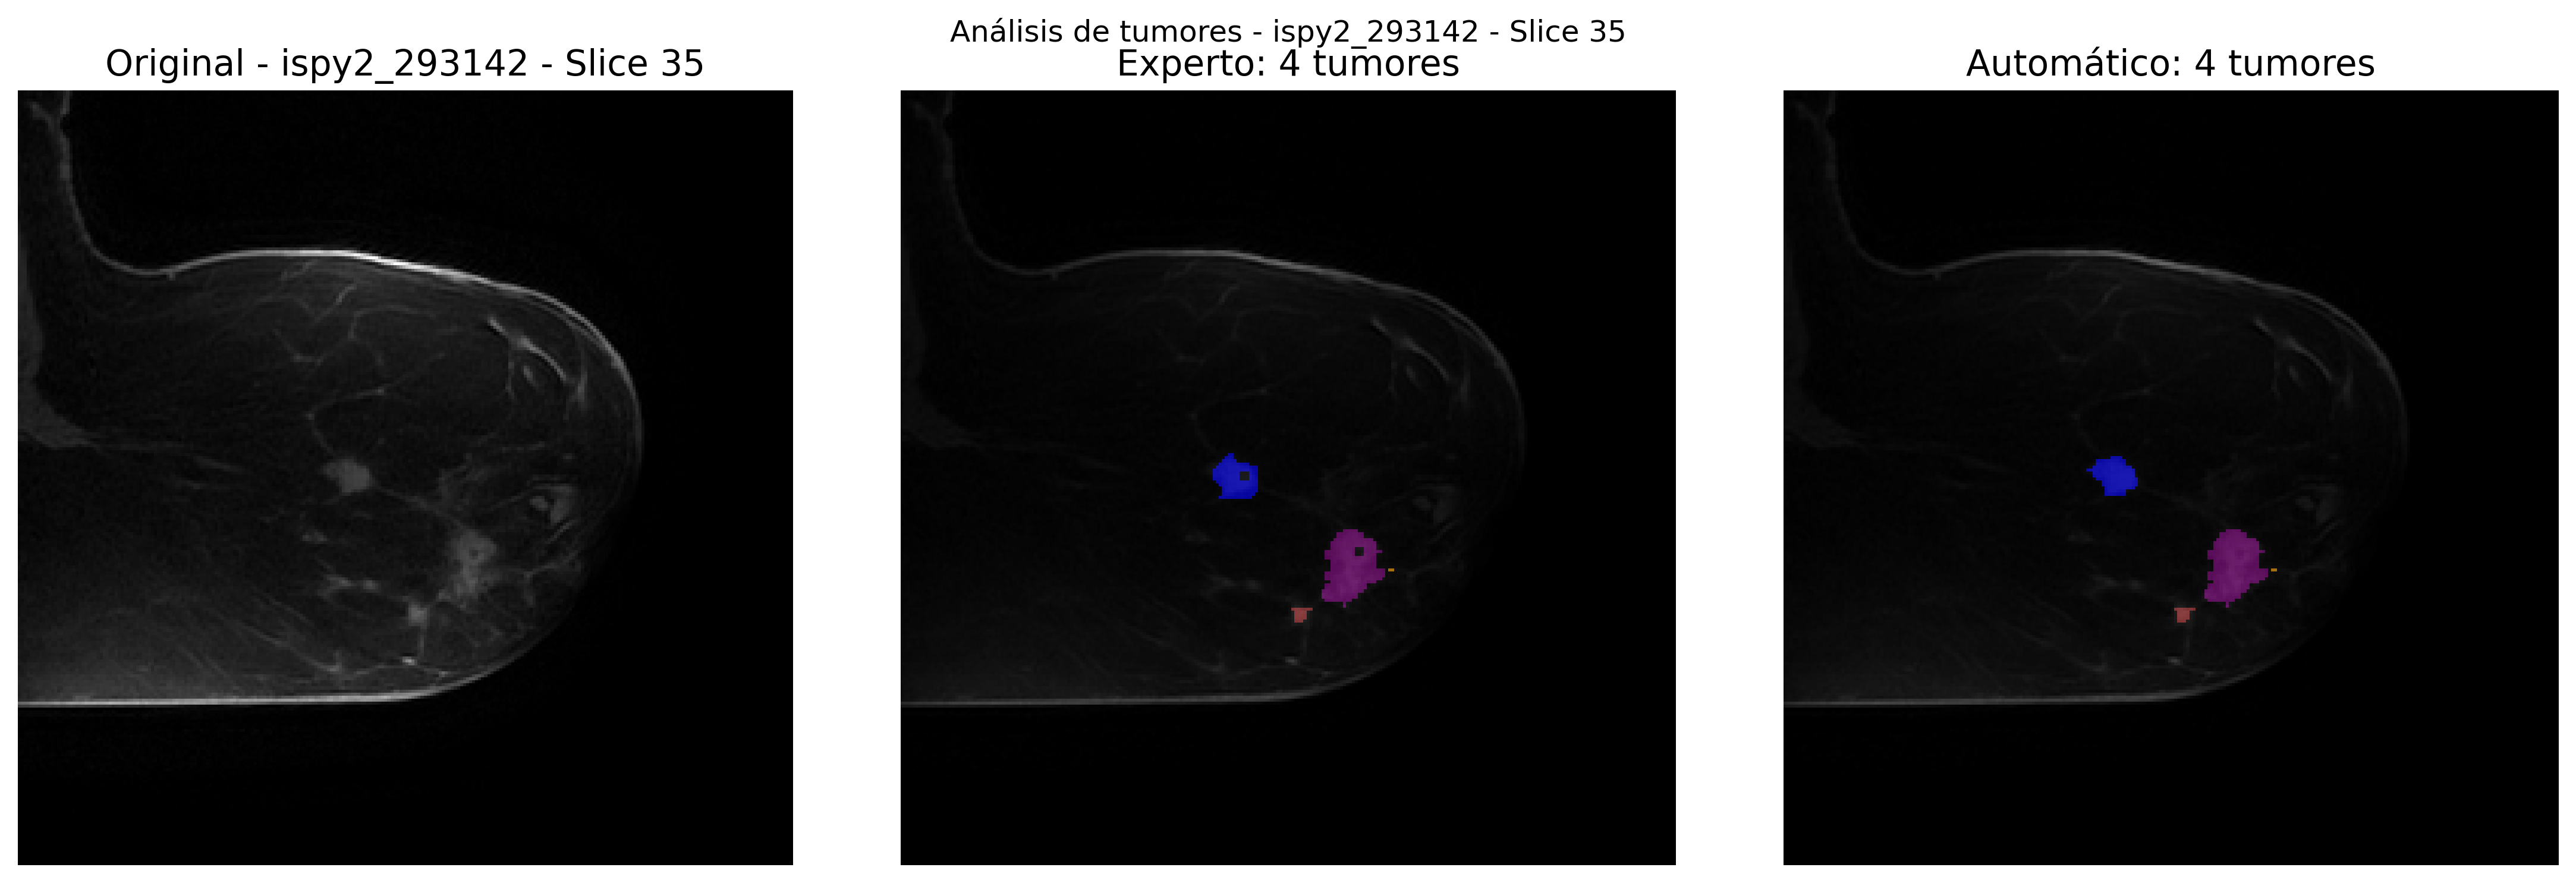 Análisis de tumores - ispy2_293142 - Slice 35
Original - ispy2_293142 - Slice 35
Experto: 4 tumores
Automático: 4 tumores